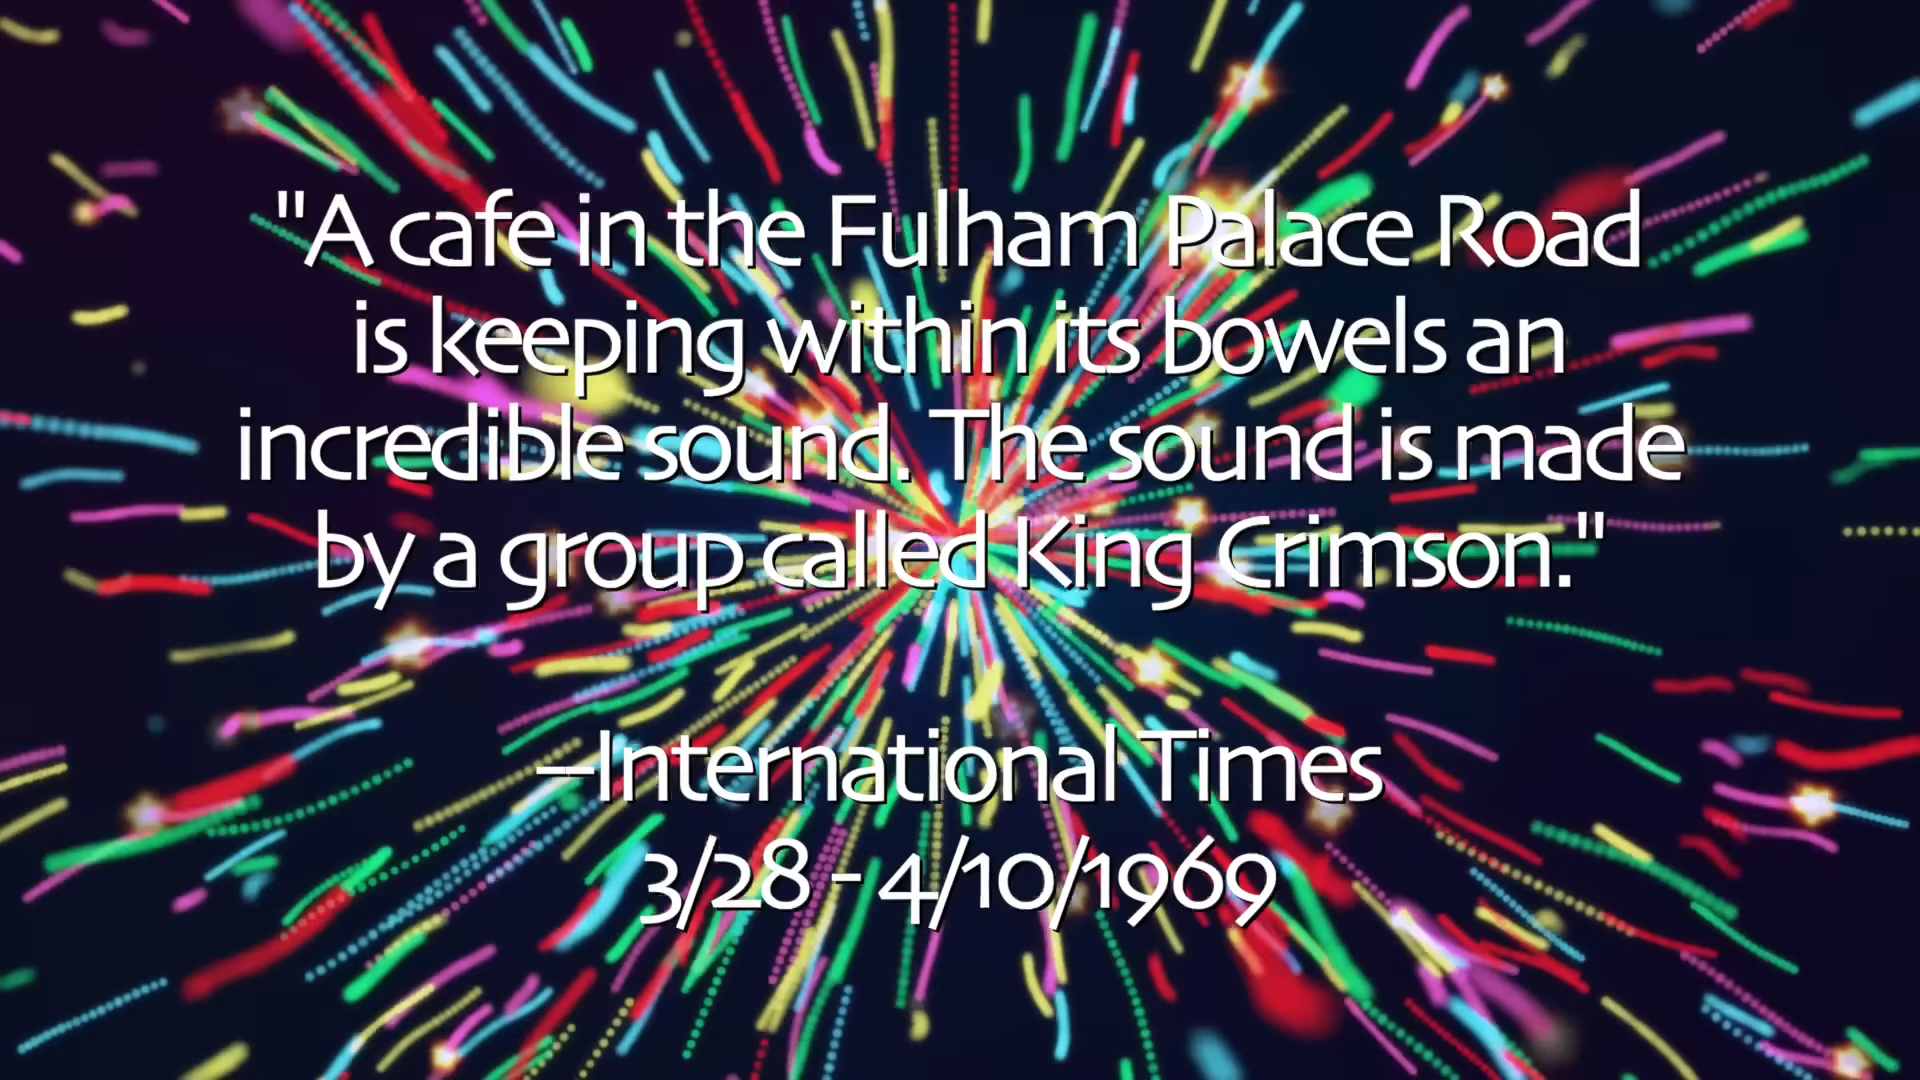 "A cafe in the Fulham Palace Road
is keeping within its bowels an
incredible sound. The sound is made
by a group called King Crimson."
—International Times
3/28 - 4/10/1969